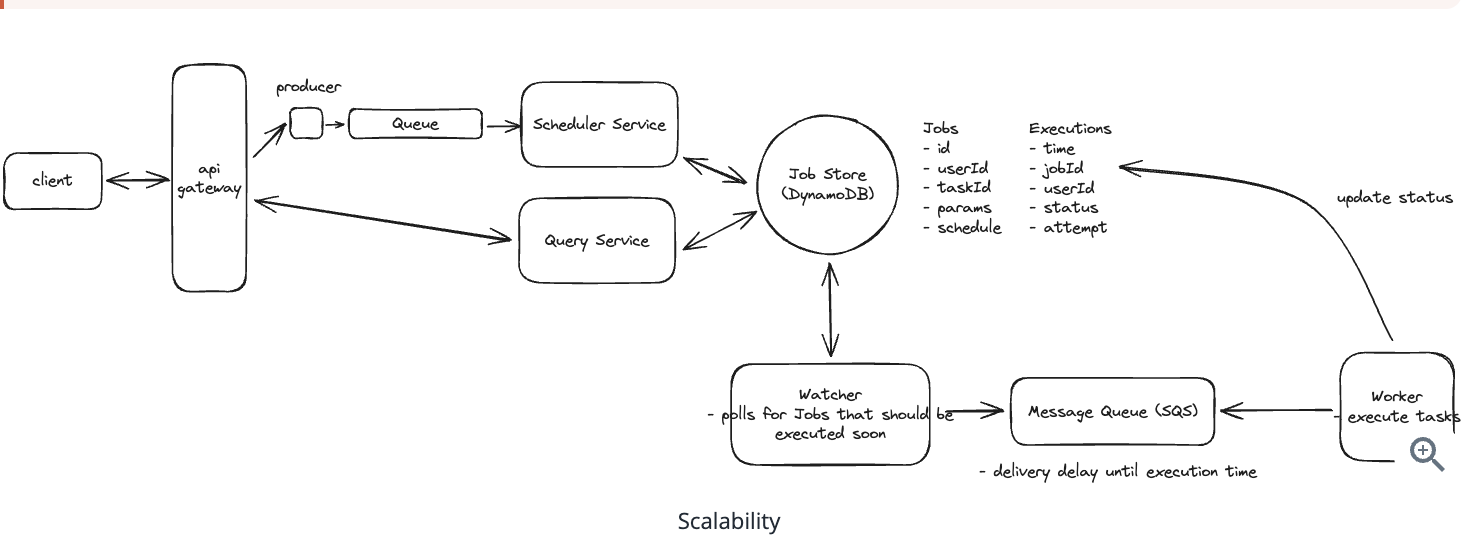 producer
Queue
Scheduler Service
client
api
gateway
Query Service
Job Store
(DynamoDB)
Jobs
- id
- userId
- taskId
- params
- schedule
Executions
- time
- jobId
- userId
- status
- attempt
update status
Watcher
- polls for Jobs that should be
executed soon
Message Queue (SQS)
- delivery delay until execution time
Worker
- execute tasks
Scalability